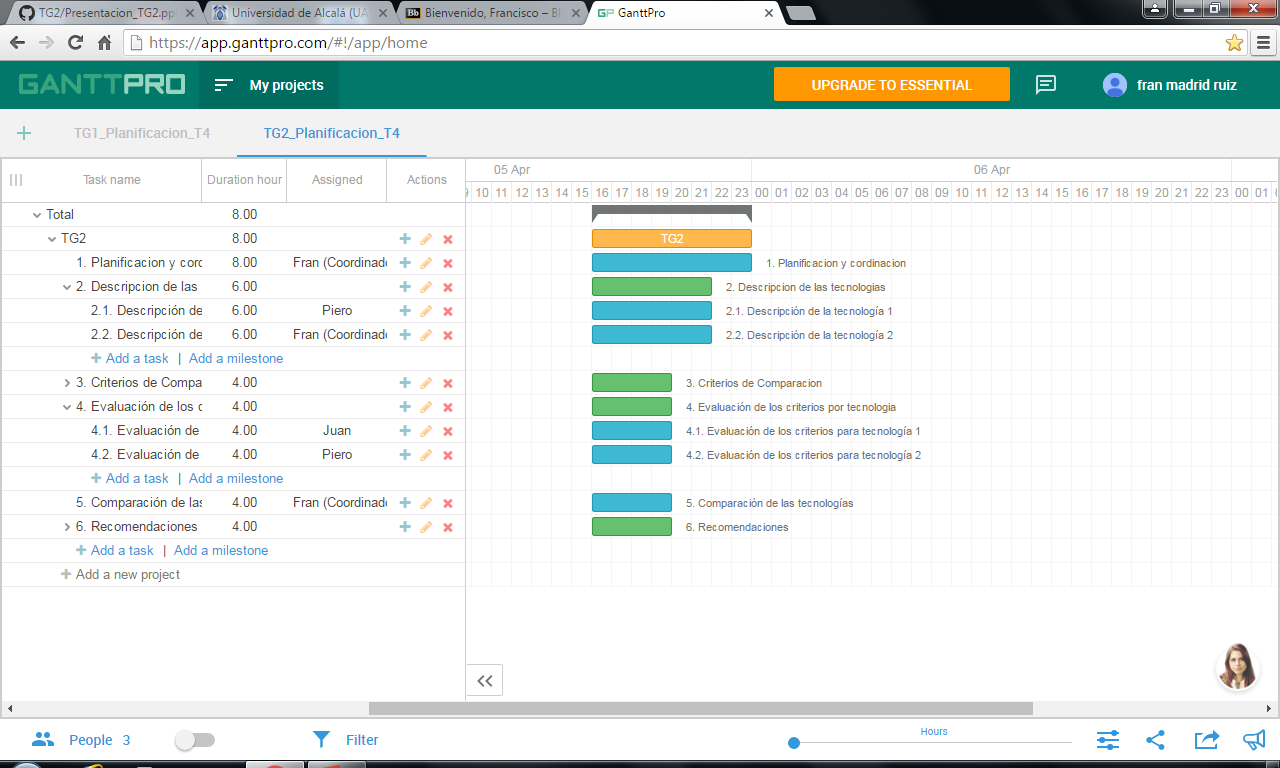 TG2/Presentacion_TG2.pp
Universidad de Alcalá (UA
Bb Bienvenido, Francisco – Bl
GP GanttPro
https://app.ganttpro.com/#!/app/home
GANTTPRO
My projects
UPGRADE TO ESSENTIAL
fran madrid ruiz
TG1_Planificacion_T4
TG2_Planificacion_T4
Task name Duration hour Assigned Actions
05 Apr 06 Apr
10 11 12 13 14 15 16 17 18 19 20 21 22 23 00 01 02 03 04 05 06 07 08 09 10 11 12 13 14 15 16 17 18 19 20 21 22 23 00 01
Total 8.00
TG2 8.00 TG2
1. Planificacion y cord 8.00 Fran (Coordinado 1. Planificacion y cordinacion
2. Descripcion de las 6.00 2. Descripcion de las tecnologias
2.1. Descripción de 6.00 Piero 2.1. Descripción de la tecnología 1
2.2. Descripción de 6.00 Fran (Coordinado 2.2. Descripción de la tecnología 2
Add a task | Add a milestone
3. Criterios de Compa 4.00 3. Criterios de Comparacion
4. Evaluación de los c 4.00 4. Evaluación de los criterios por tecnologia
4.1. Evaluación de 4.00 Juan 4.1. Evaluación de los criterios para tecnología 1
4.2. Evaluación de 4.00 Piero 4.2. Evaluación de los criterios para tecnología 2
Add a task | Add a milestone
5. Comparación de las 4.00 Fran (Coordinado 5. Comparación de las tecnologías
6. Recomendaciones 4.00 6. Recomendaciones
Add a task | Add a milestone
Add a new project
People 3
Filter
Hours